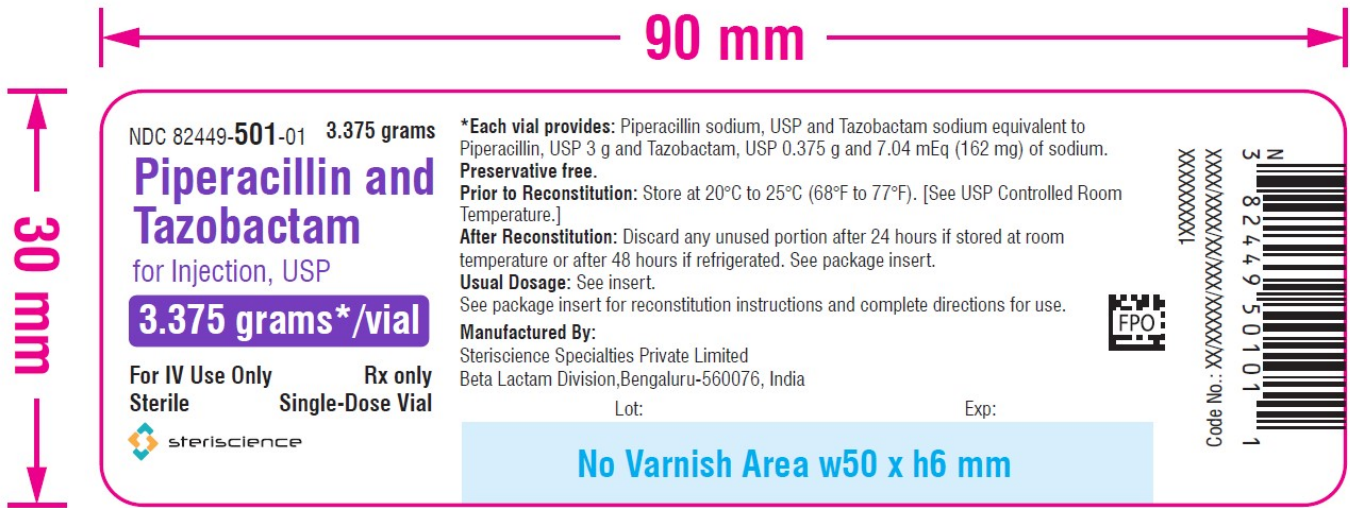 90 mm
30 mm
NDC 82449-501-01 3.375 grams
Piperacillin and
Tazobactam
for Injection, USP
3.375 grams*/vial
For IV Use Only Rx only
Sterile Single-Dose Vial
steriscience
*Each vial provides: Piperacillin sodium, USP and Tazobactam sodium equivalent to
Piperacillin, USP 3 g and Tazobactam, USP 0.375 g and 7.04 mEq (162 mg) of sodium.
Preservative free.
Prior to Reconstitution: Store at 20°C to 25°C (68°F to 77°F). [See USP Controlled Room
Temperature.]
After Reconstitution: Discard any unused portion after 24 hours if stored at room
temperature or after 48 hours if refrigerated. See package insert.
Usual Dosage: See insert.
See package insert for reconstitution instructions and complete directions for use.
Manufactured By:
Steriscience Specialties Private Limited
Beta Lactam Division,Bengaluru-560076, India
Lot: Exp:
No Varnish Area w50 x h6 mm
FPO
1XXXXXXXX
Code No.: XX/XXXXX/XX/XX/XXXXX/XX/XXX
N
3 82449 50101 1